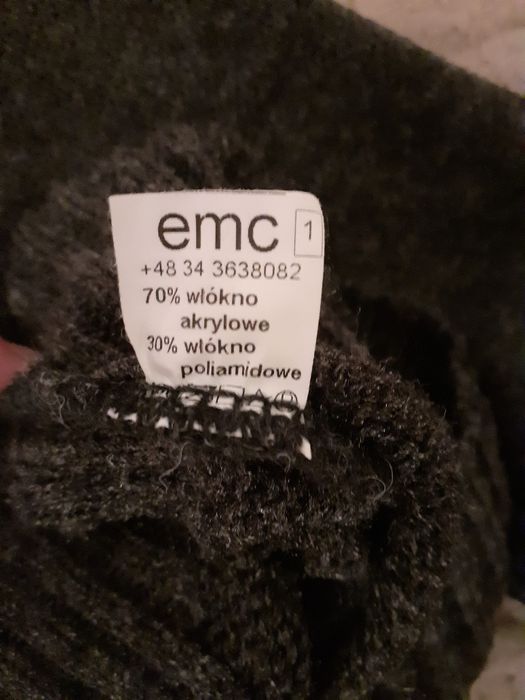 emc 1
+48 34 3638082
70% włókno
akrylowe
30% włókno
poliamidowe